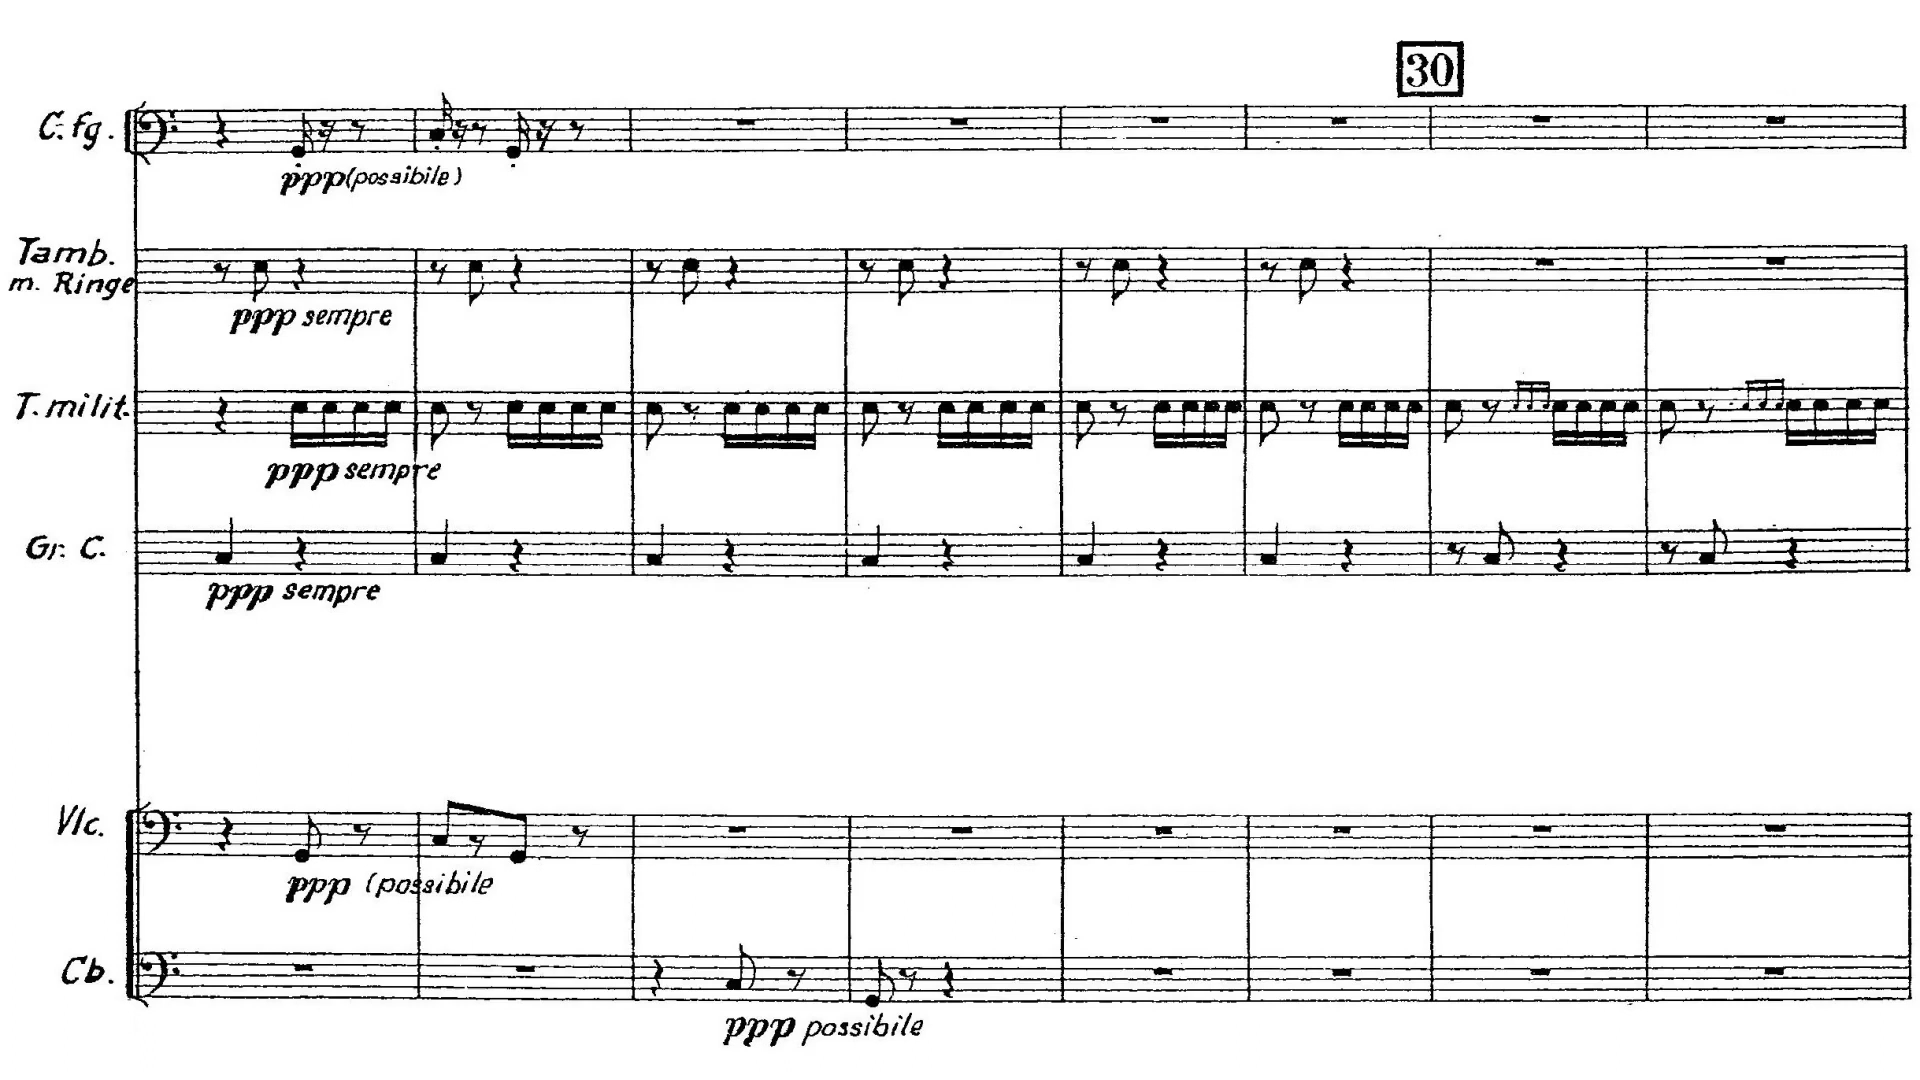 30
C. fg.
ppp (possibile)
Tamb.
m. Ringe
ppp sempre
T. milit.
ppp sempre
Gr. C.
ppp sempre
Vlc.
ppp (possibile
Cb.
ppp possibile